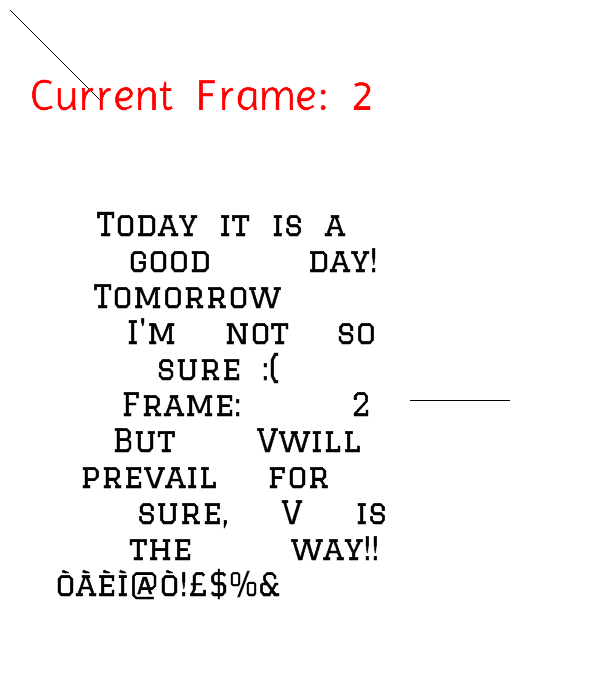 Current Frame: 2
Today it is a
good day!
Tomorrow
I'm not so
sure :(
Frame: 2
But Vwill
prevail for
sure, V is
the way!!
òàèì@ò!£$%&